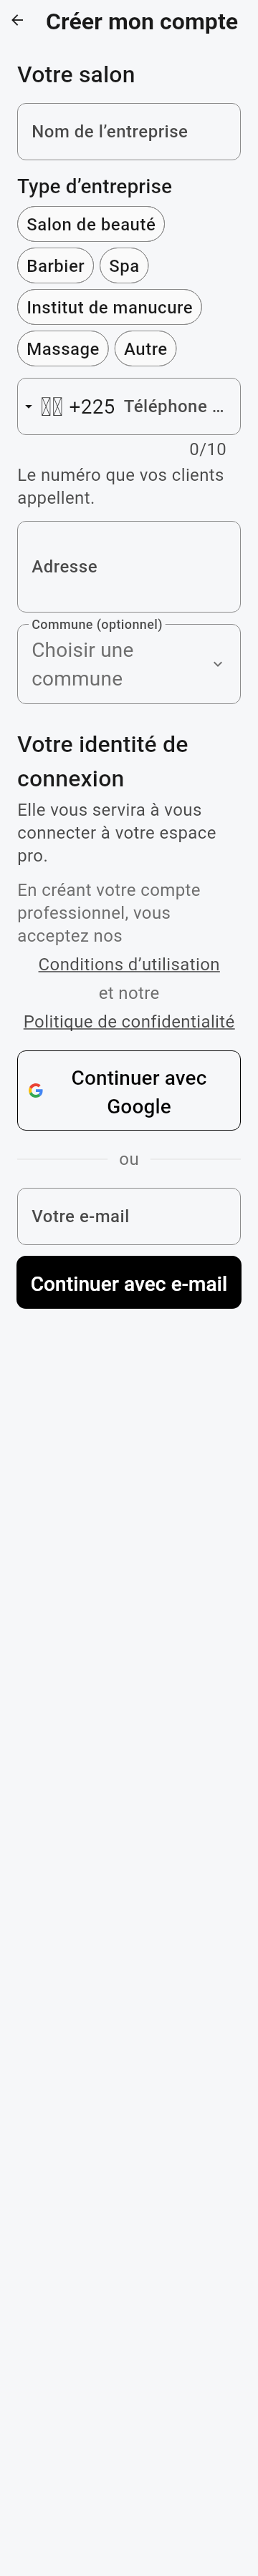 Créer mon compte
Votre salon
Nom de l’entreprise
Type d’entreprise
Salon de beauté
Barbier
Spa
Institut de manucure
Massage
Autre
+225 Téléphone ...
0/10
Le numéro que vos clients
appellent.
Adresse
Commune (optionnel)
Choisir une
commune
Votre identité de
connexion
Elle vous servira à vous
connecter à votre espace
pro.
En créant votre compte
professionnel, vous
acceptez nos
Conditions d’utilisation
et notre
Politique de confidentialité
Continuer avec
Google
ou
Votre e-mail
Continuer avec e-mail